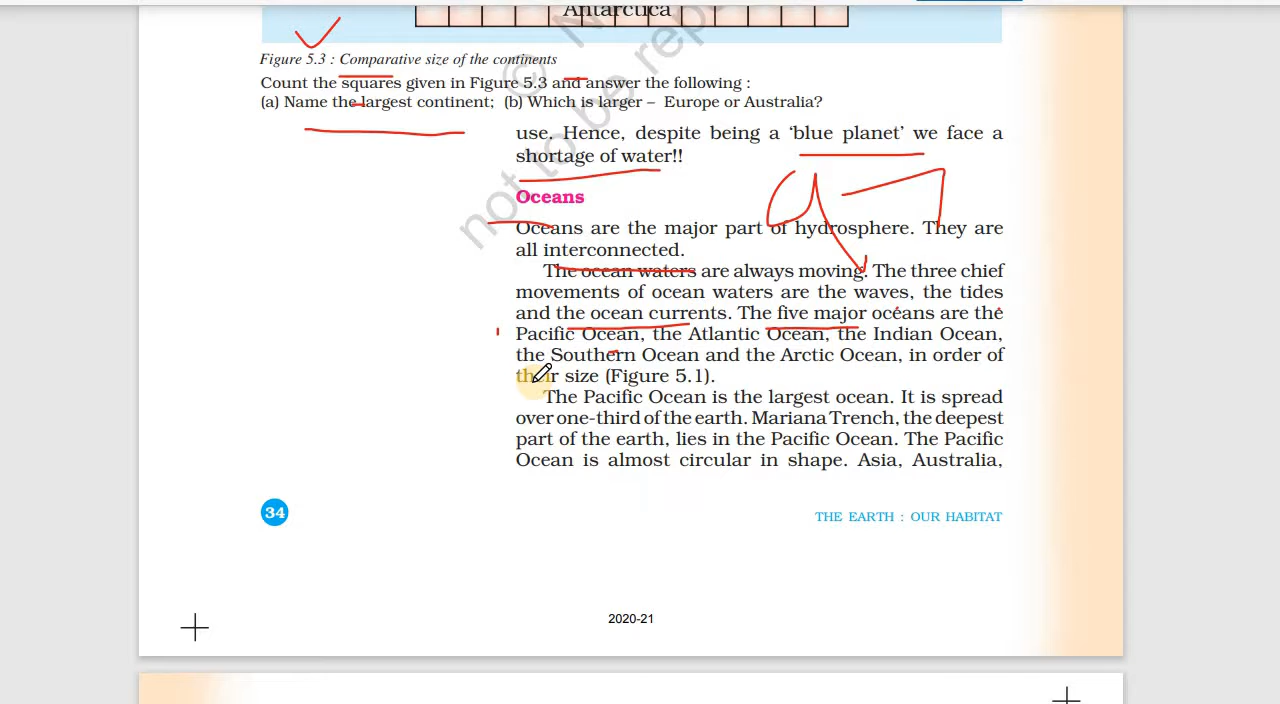 Antarctica
Figure 5.3 : Comparative size of the continents
Count the squares given in Figure 5.3 and answer the following :
(a) Name the largest continent; (b) Which is larger – Europe or Australia?
use. Hence, despite being a ‘blue planet’ we face a
shortage of water!!
Oceans
Oceans are the major part of hydrosphere. They are
all interconnected.
The ocean waters are always moving. The three chief
movements of ocean waters are the waves, the tides
and the ocean currents. The five major oceans are the
Pacific Ocean, the Atlantic Ocean, the Indian Ocean,
the Southern Ocean and the Arctic Ocean, in order of
their size (Figure 5.1).
The Pacific Ocean is the largest ocean. It is spread
over one-third of the earth. Mariana Trench, the deepest
part of the earth, lies in the Pacific Ocean. The Pacific
Ocean is almost circular in shape. Asia, Australia,
34
THE EARTH : OUR HABITAT
2020-21
not to be repu
© N